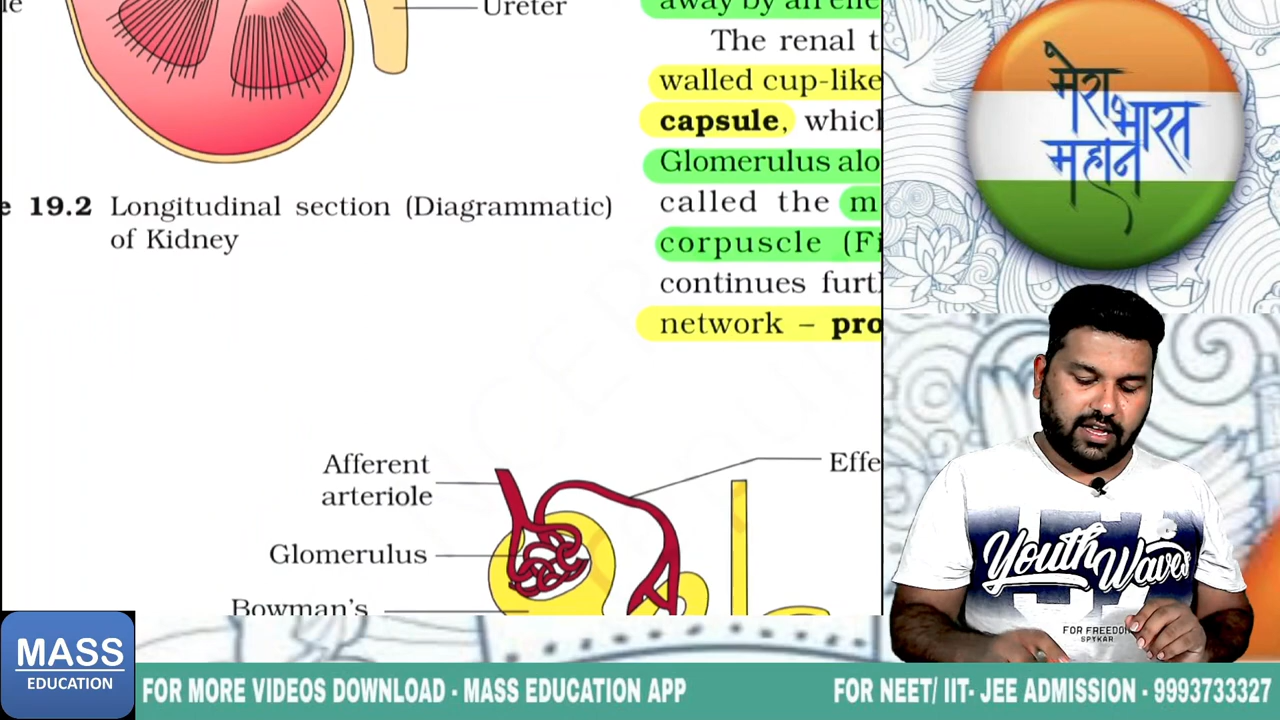 le
Ureter
The renal t
walled cup-like
capsule, which
Glomerulus alo
called the m
corpuscle (Fi
continues furt
network – pro
e 19.2 Longitudinal section (Diagrammatic)
of Kidney
Afferent
arteriole
Effe
Glomerulus
Bowman's
मेरा
भारत
महान
Youth Waves
FOR FREEDOM
SPYKAR
MASS
EDUCATION
FOR MORE VIDEOS DOWNLOAD - MASS EDUCATION APP
FOR NEET/ IIT- JEE ADMISSION - 9993733327